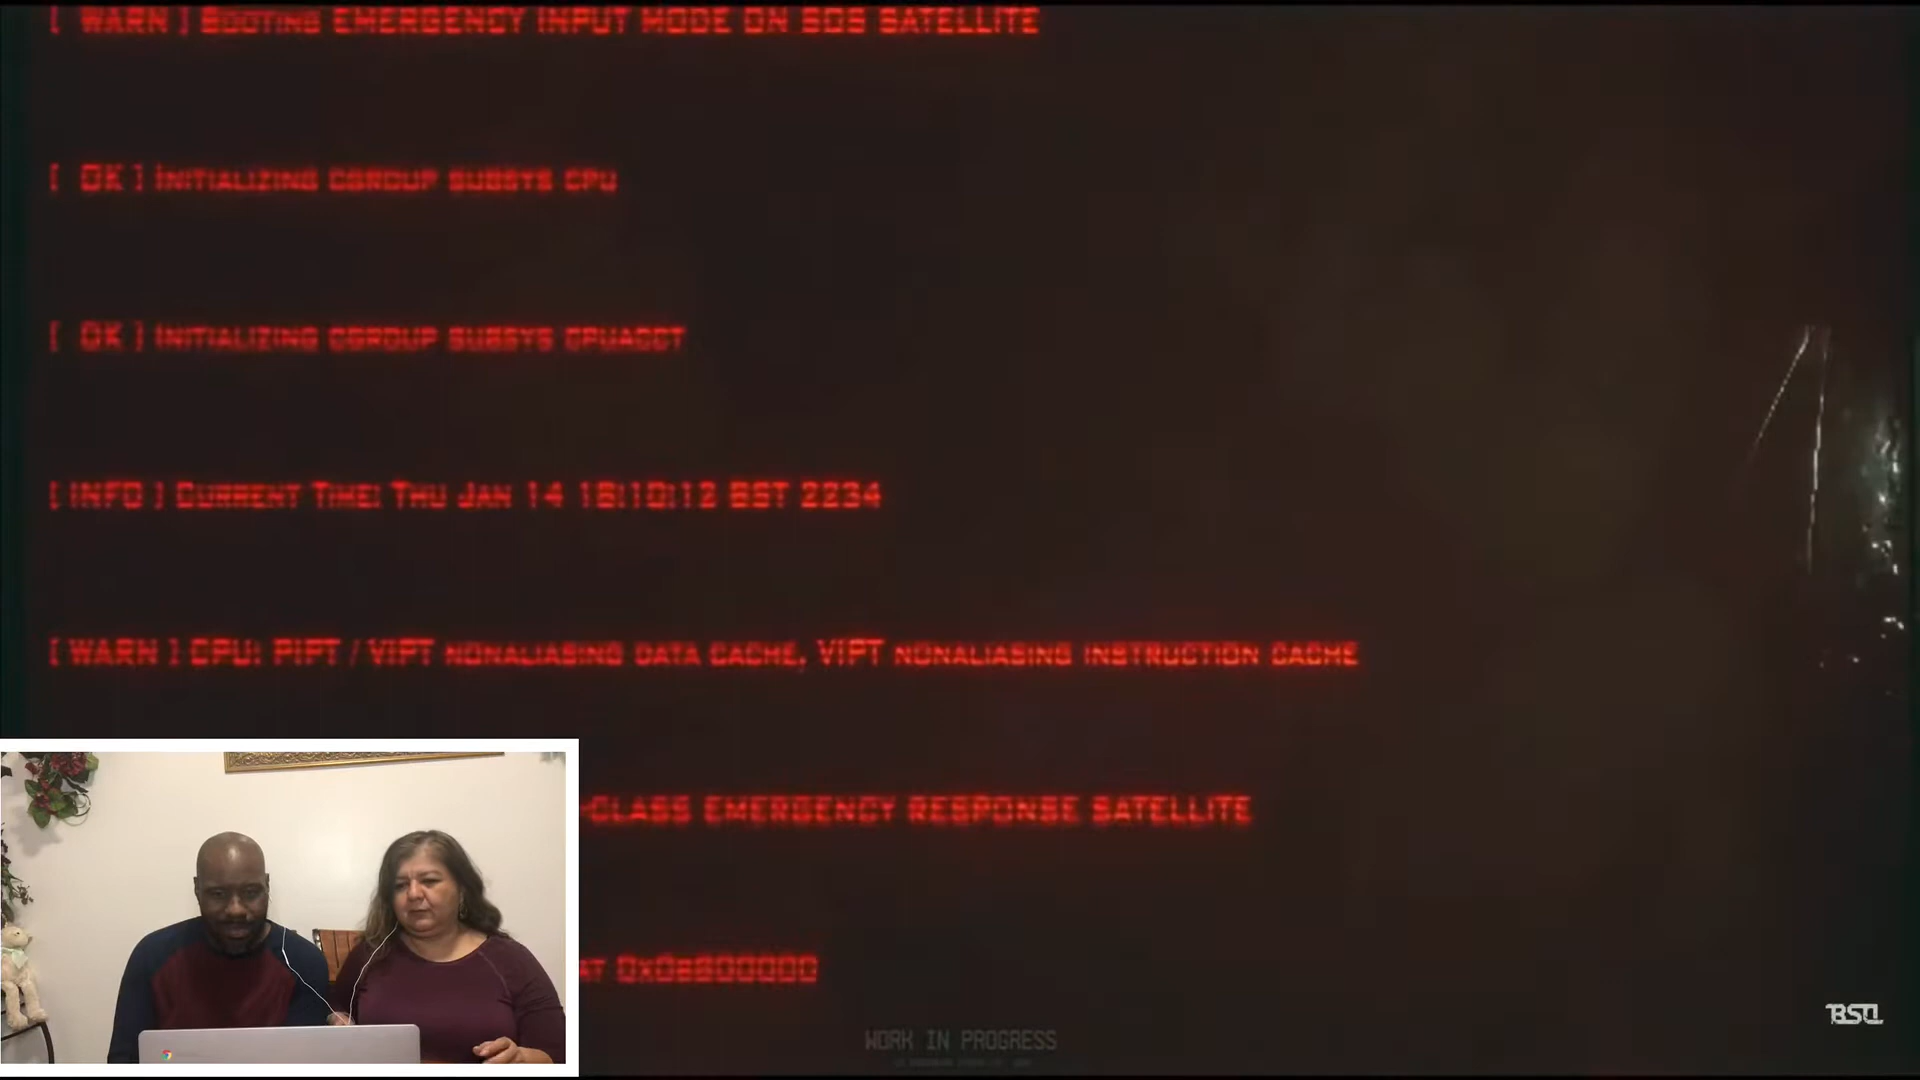 [ WARN ] Booting EMERGENCY INPUT MODE ON SOS SATELLITE
[ OK ] Initializing cgroup subsys cpu
[ OK ] Initializing cgroup subsys cpuacct
[ INFO ] Current Time: Thu Jan 14 16:10:12 BST 2234
[ WARN ] CPU: PIPT / VIPT nonaliasing data cache, VIPT nonaliasing instruction cache
-CLASS EMERGENCY RESPONSE SATELLITE
AT
WORK IN PROGRESS